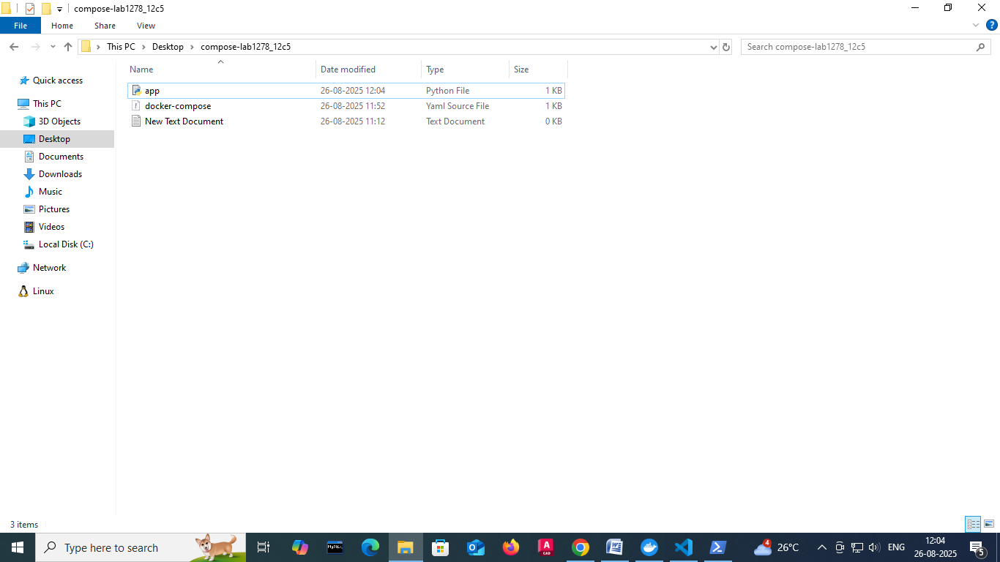 compose-lab1278_12c5
File Home Share View
This PC Desktop compose-lab1278_12c5 Search compose-lab1278_12c5
Name Date modified Type Size
Quick access
app 26-08-2025 12:04 Python File 1 KB
This PC
docker-compose 26-08-2025 11:52 Yaml Source File 1 KB
3D Objects
New Text Document 26-08-2025 11:12 Text Document 0 KB
Desktop
Documents
Downloads
Music
Pictures
Videos
Local Disk (C:)
Network
Linux
3 items
Type here to search
MySQL
A
CAD
W
4
26°C
ENG
12:04
26-08-2025
5